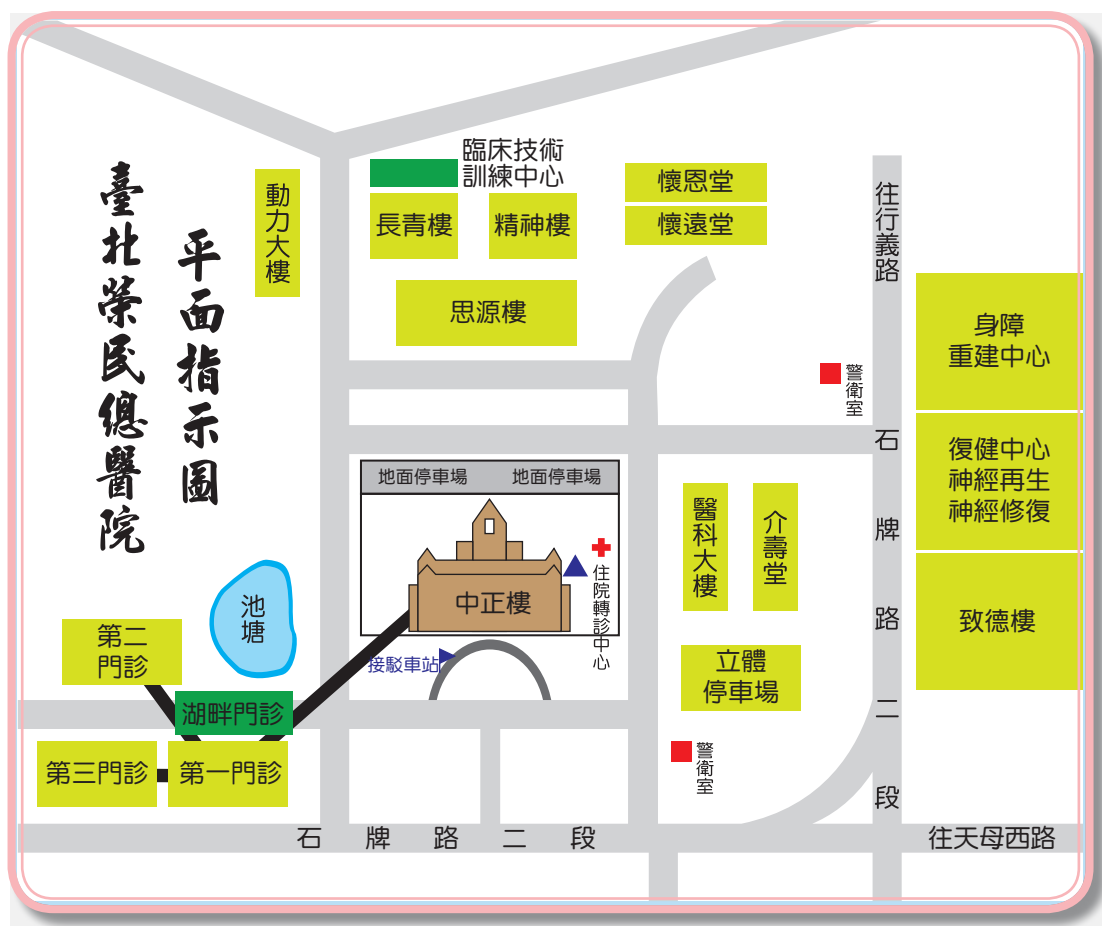 臺北榮民總醫院
平面指示圖
動力大樓
臨床技術
訓練中心
長青樓
精神樓
思源樓
懷恩堂
懷遠堂
往行義路
身障
重建中心
警衛室
復健中心
神經再生
神經修復
致德樓
石牌路二段
地面停車場
地面停車場
中正樓
住院轉診中心
接駁車站
醫科大樓
介壽堂
立體
停車場
警衛室
池塘
第二
門診
湖畔門診
第三門診
第一門診
石牌路二段
往天母西路